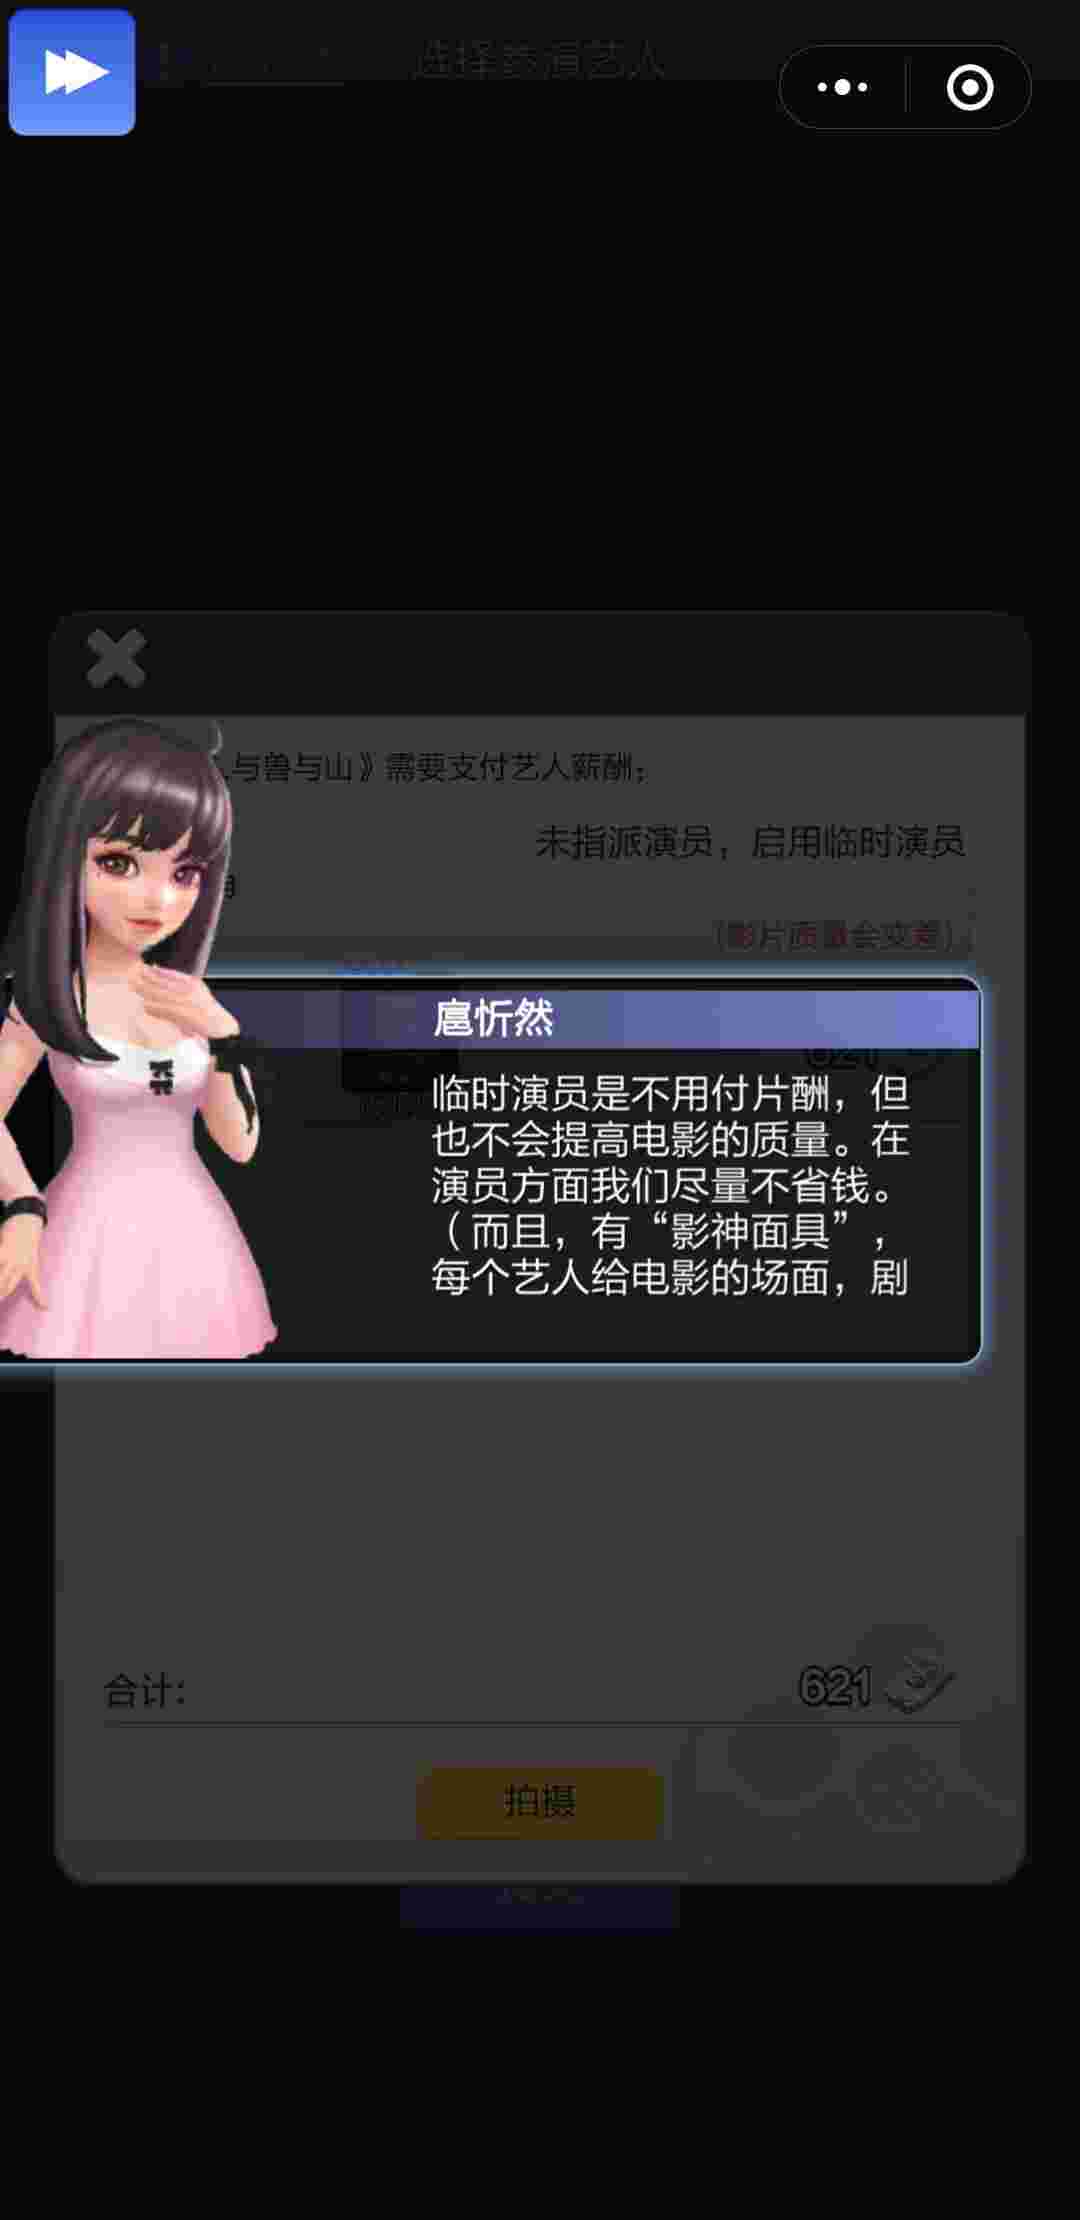 选择参演艺人
与兽与山》需要支付艺人薪酬；
未指派演员，启用临时演员
（影片质量会变差）
扈忻然
621
临时演员是不用付片酬，但
也不会提高电影的质量。在
演员方面我们尽量不省钱。
（而且，有“影神面具”，
每个艺人给电影的场面，剧
合计：
621
拍摄